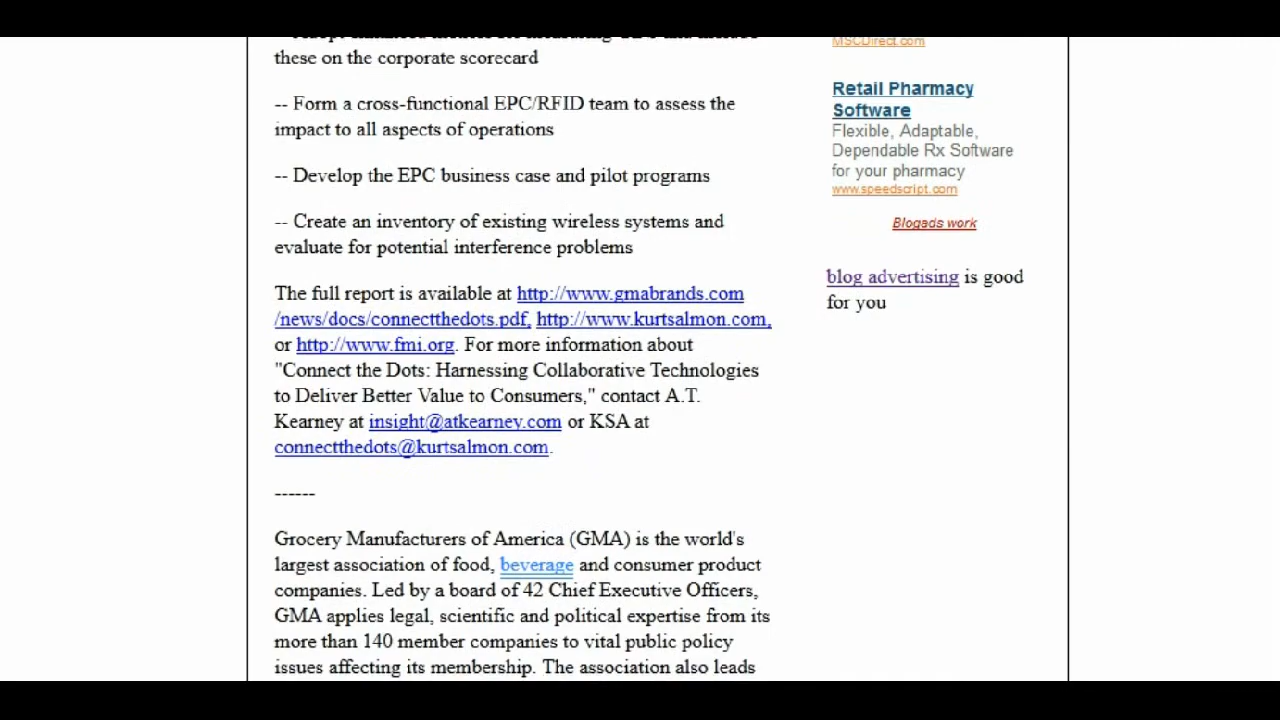 these on the corporate scorecard
-- Form a cross-functional EPC/RFID team to assess the
impact to all aspects of operations
-- Develop the EPC business case and pilot programs
-- Create an inventory of existing wireless systems and
evaluate for potential interference problems
The full report is available at http://www.gmabrands.com
/news/docs/connectthedots.pdf, http://www.kurtsalmon.com,
or http://www.fmi.org. For more information about
"Connect the Dots: Harnessing Collaborative Technologies
to Deliver Better Value to Consumers," contact A.T.
Kearney at insight@atkearney.com or KSA at
connectthedots@kurtsalmon.com.
------
Grocery Manufacturers of America (GMA) is the world's
largest association of food, beverage and consumer product
companies. Led by a board of 42 Chief Executive Officers,
GMA applies legal, scientific and political expertise from its
more than 140 member companies to vital public policy
issues affecting its membership. The association also leads
MSCDirect.com
Retail Pharmacy
Software
Flexible, Adaptable,
Dependable Rx Software
for your pharmacy
www.speedscript.com
Blogads work
blog advertising is good
for you